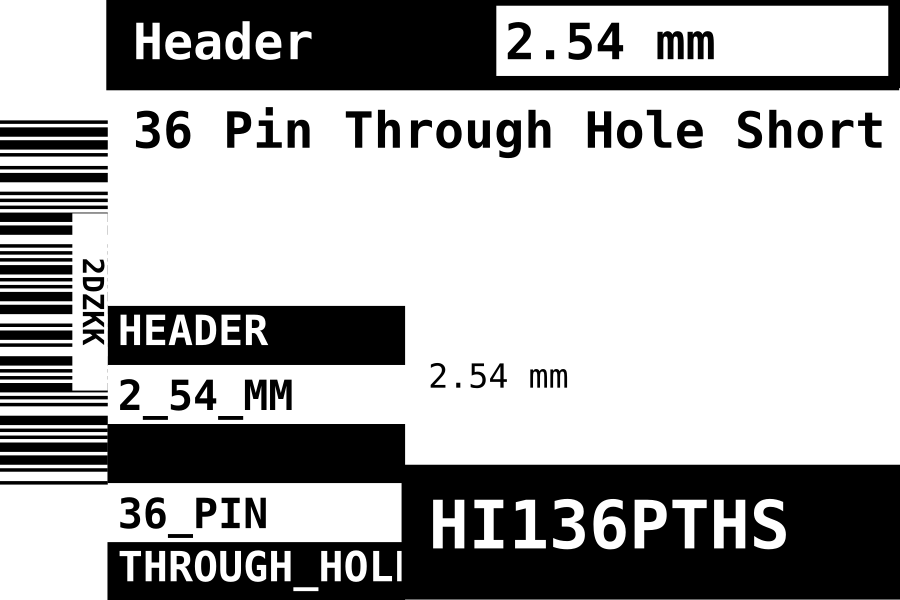 Header
2.54 mm
36 Pin Through Hole Short
2DZKK
HEADER
2_54_MM
2.54 mm
36_PIN
HI136PTHS